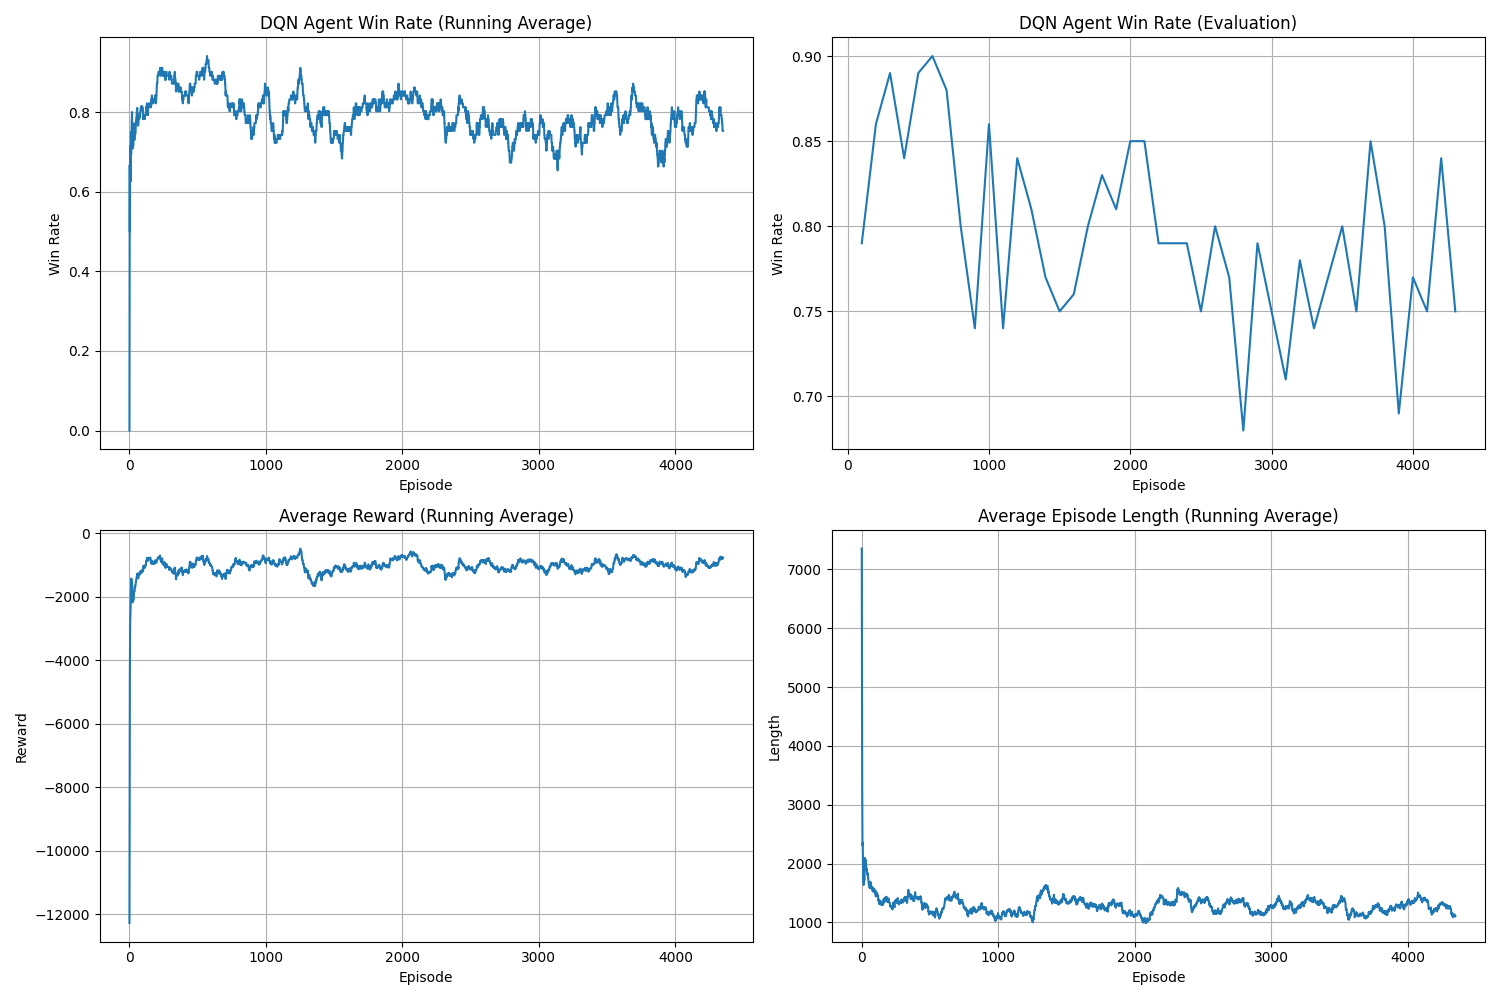 DQN Agent Win Rate (Running Average)
Win Rate
0.8
0.6
0.4
0.2
0.0
0 1000 2000 3000 4000
Episode
DQN Agent Win Rate (Evaluation)
Win Rate
0.90
0.85
0.80
0.75
0.70
0 1000 2000 3000 4000
Episode
Average Reward (Running Average)
Reward
0
−2000
−4000
−6000
−8000
−10000
−12000
0 1000 2000 3000 4000
Episode
Average Episode Length (Running Average)
Length
7000
6000
5000
4000
3000
2000
1000
0 1000 2000 3000 4000
Episode